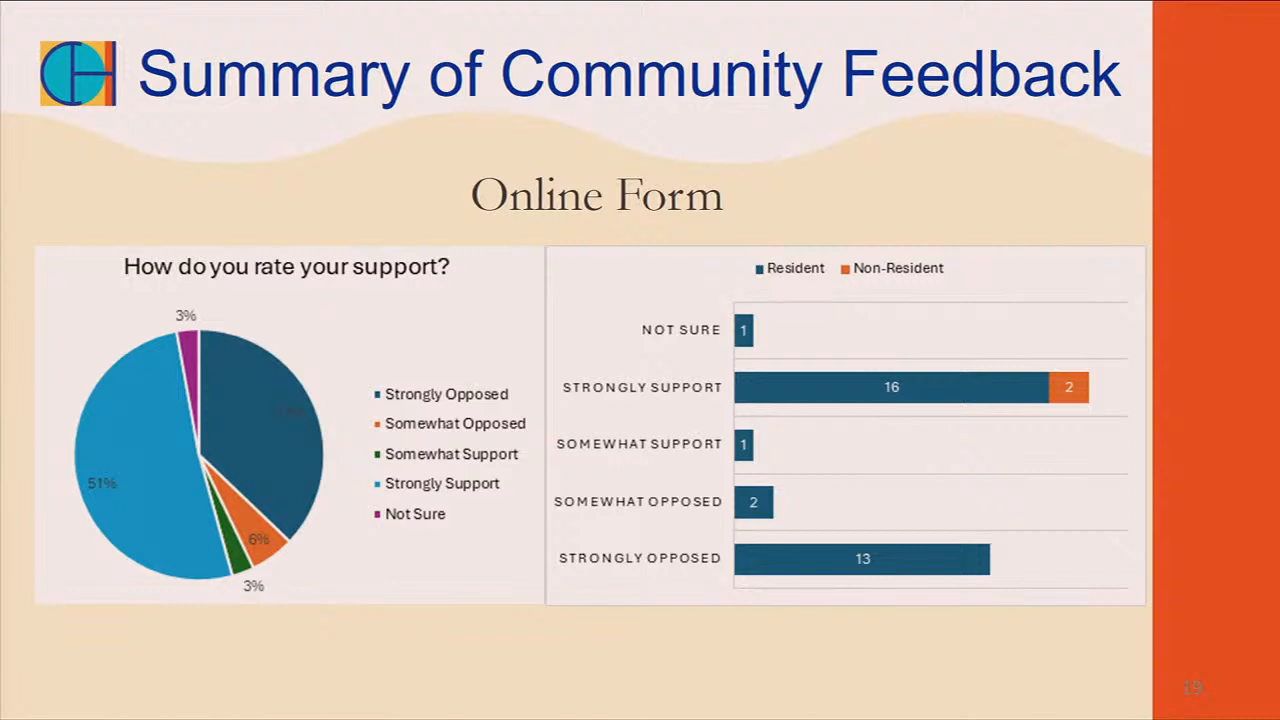 Summary of Community Feedback
Online Form
How do you rate your support?
3%
51%
6%
3%
Strongly Opposed
Somewhat Opposed
Somewhat Support
Strongly Support
Not Sure
Resident Non-Resident
NOT SURE 1
STRONGLY SUPPORT 16 2
SOMEWHAT SUPPORT 1
SOMEWHAT OPPOSED 2
STRONGLY OPPOSED 13
19